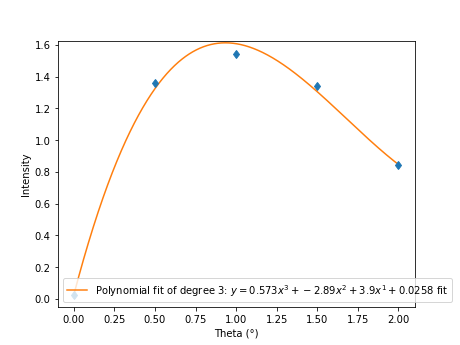 1.6
1.4
1.2
1.0
0.8
0.6
0.4
0.2
0.0
Intensity
Polynomial fit of degree 3: y = 0.573x³ + −2.89x² + 3.9x¹ + 0.0258 fit
0.00 0.25 0.50 0.75 1.00 1.25 1.50 1.75 2.00
Theta (°)